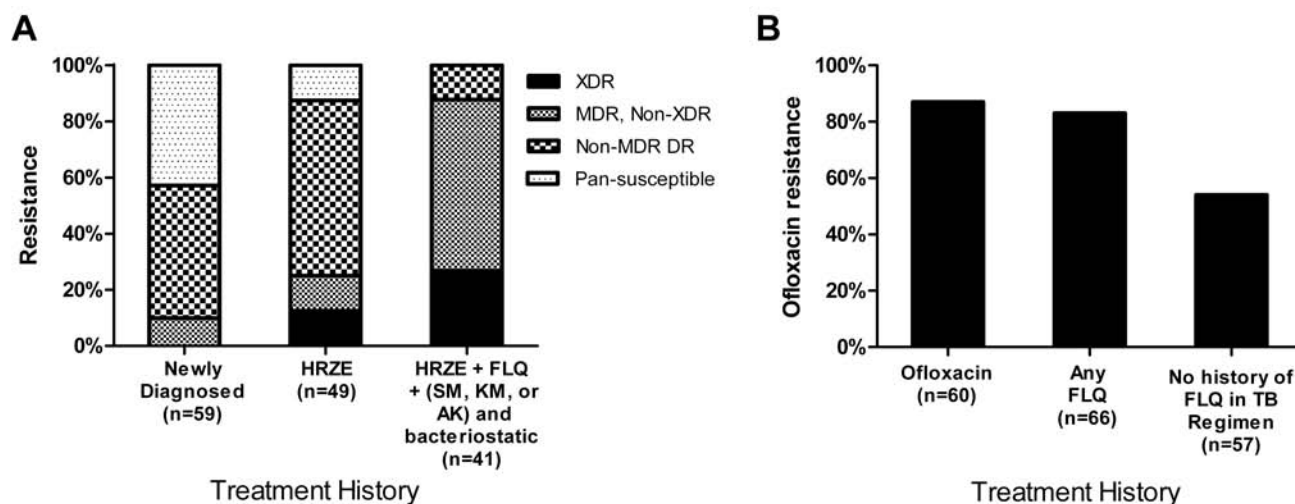 A
Resistance
100%
80%
60%
40%
20%
0%
Newly
Diagnosed
(n=59)
HRZE
(n=49)
HRZE + FLQ
+ (SM, KM, or
AK) and
bacteriostatic
(n=41)
Treatment History
XDR
MDR, Non-XDR
Non-MDR DR
Pan-susceptible
B
Ofloxacin resistance
100%
80%
60%
40%
20%
0%
Ofloxacin
(n=60)
Any
FLQ
(n=66)
No history of
FLQ in TB
Regimen
(n=57)
Treatment History